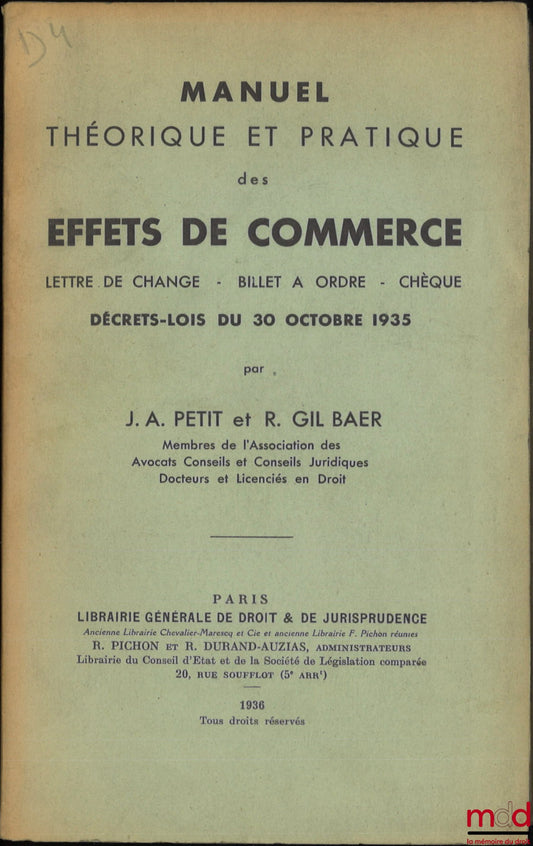 D4
MANUEL
THÉORIQUE ET PRATIQUE
des
EFFETS DE COMMERCE
LETTRE DE CHANGE - BILLET A ORDRE - CHÈQUE
DÉCRETS-LOIS DU 30 OCTOBRE 1935
par
J. A. PETIT et R. GIL BAER
Membres de l'Association des
Avocats Conseils et Conseils Juridiques
Docteurs et Licenciés en Droit
PARIS
LIBRAIRIE GÉNÉRALE DE DROIT & DE JURISPRUDENCE
Ancienne Librairie Chevalier-Marescq et Cie et ancienne Librairie F. Pichon réunies
R. PICHON ET R. DURAND-AUZIAS, ADMINISTRATEURS
Librairie du Conseil d'Etat et de la Société de Législation comparée
20, RUE SOUFFLOT (5e ARRt)
1936
Tous droits réservés
mdd
la mémoire du droit